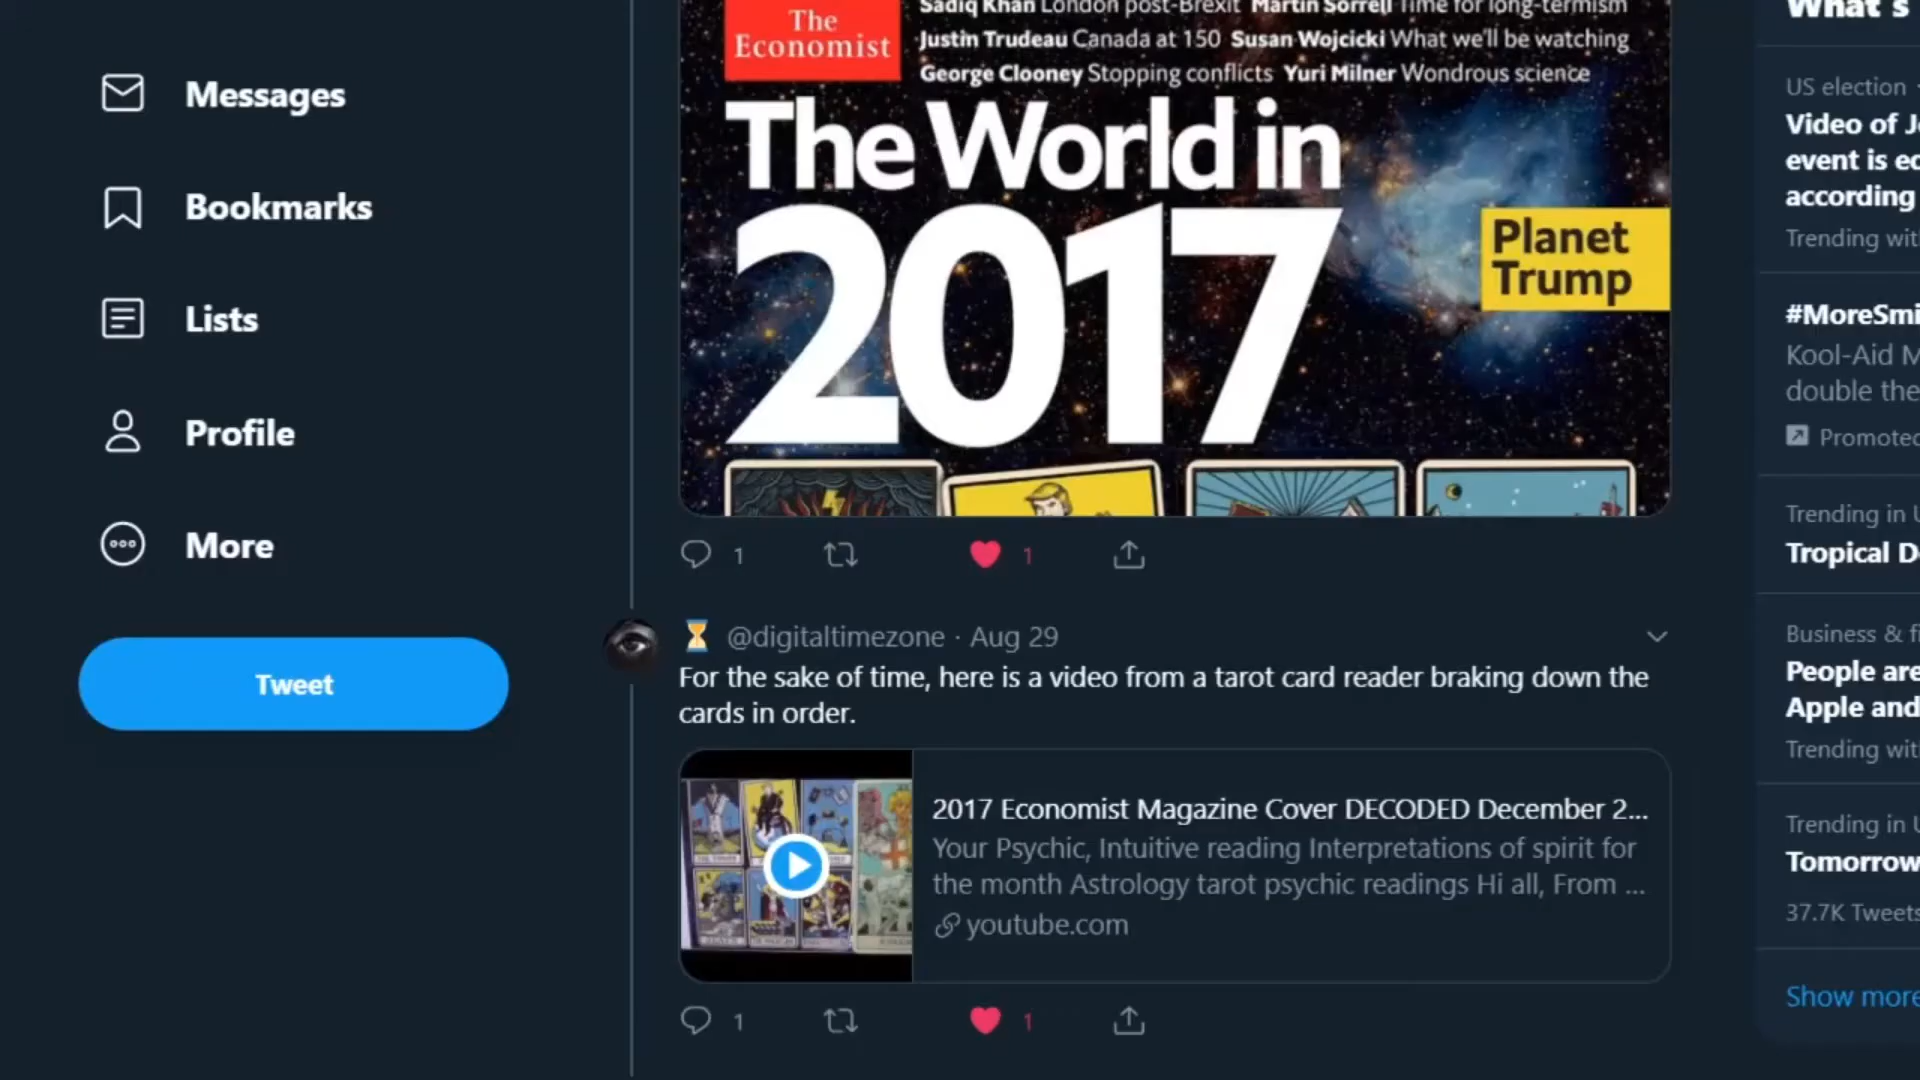 Messages
Bookmarks
Lists
Profile
More
Tweet
The
Economist
Sadiq Khan London post-Brexit Martin Sorrell Time for long-termism
Justin Trudeau Canada at 150 Susan Wojcicki What we'll be watching
George Clooney Stopping conflicts Yuri Milner Wondrous science
The World in
2017
Planet
Trump
1
1
@digitaltimezone · Aug 29
For the sake of time, here is a video from a tarot card reader braking down the
cards in order.
2017 Economist Magazine Cover DECODED December 2...
Your Psychic, Intuitive reading Interpretations of spirit for
the month Astrology tarot psychic readings Hi all, From ...
youtube.com
1
1
What's
US election ·
Video of
event is
according
Trending
Kool-Aid
double the
Promoted
Trending in
Tropical
Business &
People are
Apple and
Trending
Trending in
Tomorrow
37.7K Tweets
Show more